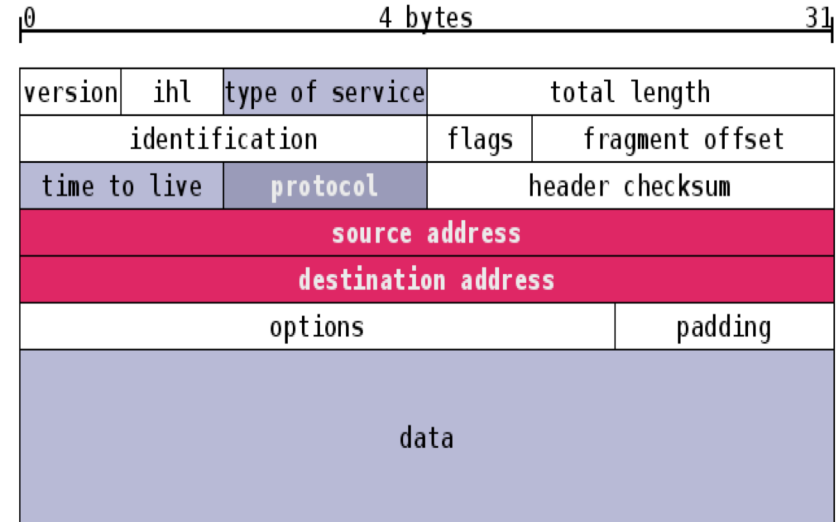 0 4 bytes 31
version ihl type of service total length
identification flags fragment offset
time to live protocol header checksum
source address
destination address
options padding
data